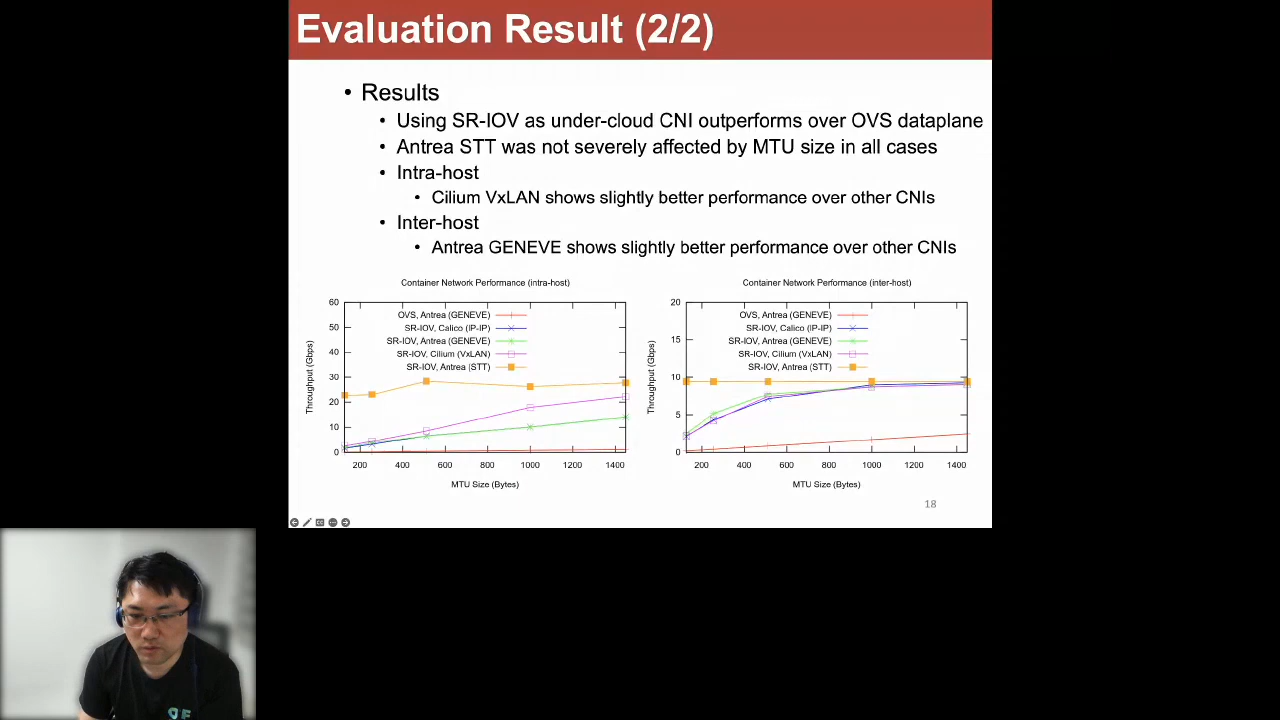 Evaluation Result (2/2)
• Results
• Using SR-IOV as under-cloud CNI outperforms over OVS dataplane
• Antrea STT was not severely affected by MTU size in all cases
• Intra-host
• Cilium VxLAN shows slightly better performance over other CNIs
• Inter-host
• Antrea GENEVE shows slightly better performance over other CNIs
Container Network Performance (intra-host)
60
50
40
30
20
10
0
Throughput (Gbps)
OVS, Antrea (GENEVE)
SR-IOV, Calico (IP-IP)
SR-IOV, Antrea (GENEVE)
SR-IOV, Cilium (VxLAN)
SR-IOV, Antrea (STT)
200 400 600 800 1000 1200 1400
MTU Size (Bytes)
Container Network Performance (inter-host)
20
15
10
5
0
Throughput (Gbps)
OVS, Antrea (GENEVE)
SR-IOV, Calico (IP-IP)
SR-IOV, Antrea (GENEVE)
SR-IOV, Cilium (VxLAN)
SR-IOV, Antrea (STT)
200 400 600 800 1000 1200 1400
MTU Size (Bytes)
18